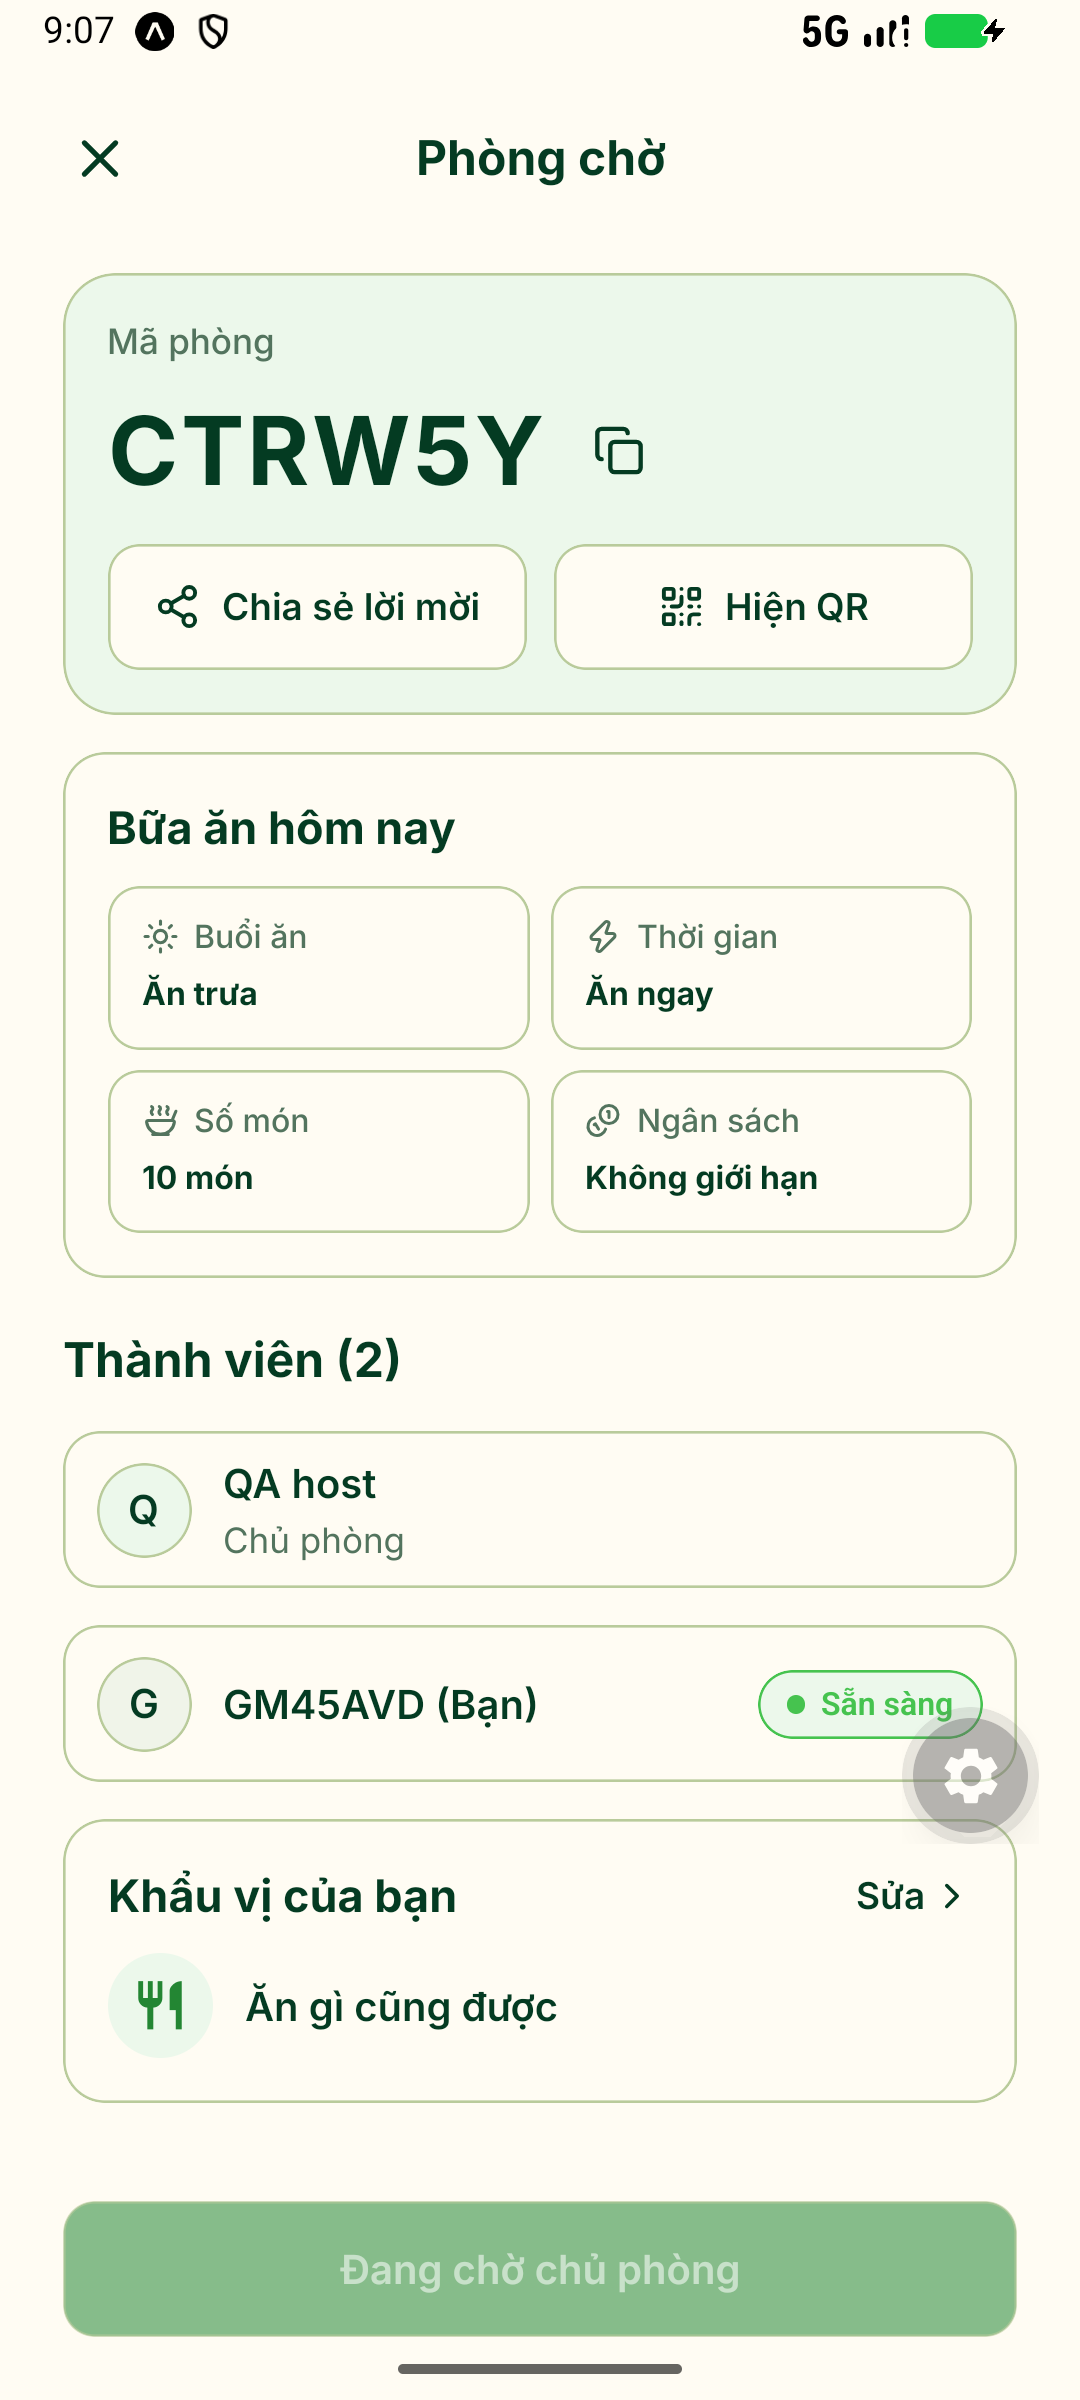 9:07
5G
Phòng chờ
Mã phòng
CTRW5Y
Chia sẻ lời mời
Hiện QR
Bữa ăn hôm nay
Buổi ăn
Ăn trưa
Thời gian
Ăn ngay
Số món
10 món
Ngân sách
Không giới hạn
Thành viên (2)
Q
QA host
Chủ phòng
G
GM45AVD (Bạn)
Sẵn sàng
Khẩu vị của bạn
Sửa
Ăn gì cũng được
Đang chờ chủ phòng